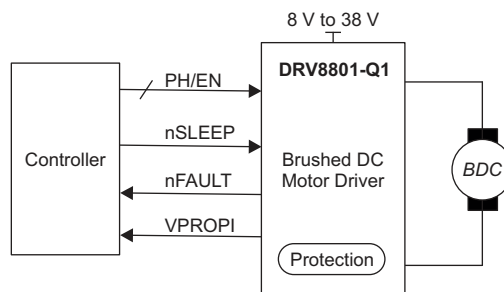 8 V to 38 V
DRV8801-Q1
PH/EN
nSLEEP
Controller
Brushed DC
Motor Driver
BDC
nFAULT
VPROPI
Protection